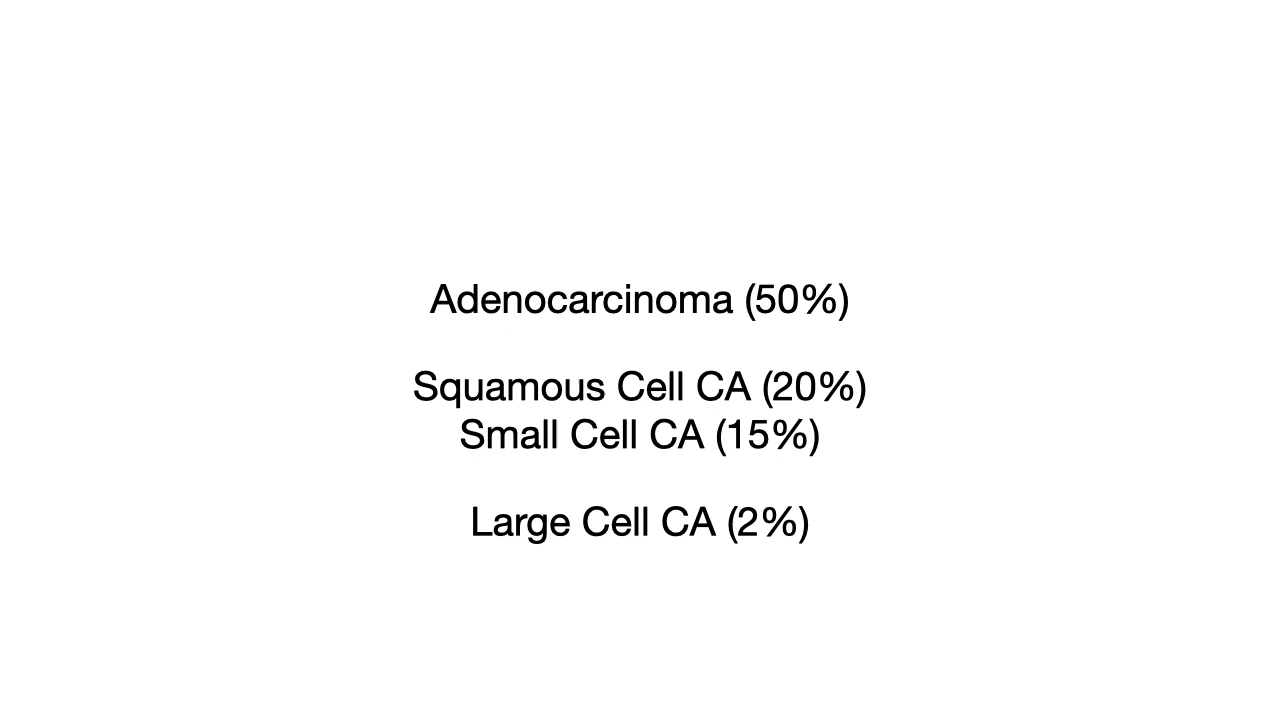 Adenocarcinoma (50%)
Squamous Cell CA (20%)
Small Cell CA (15%)
Large Cell CA (2%)